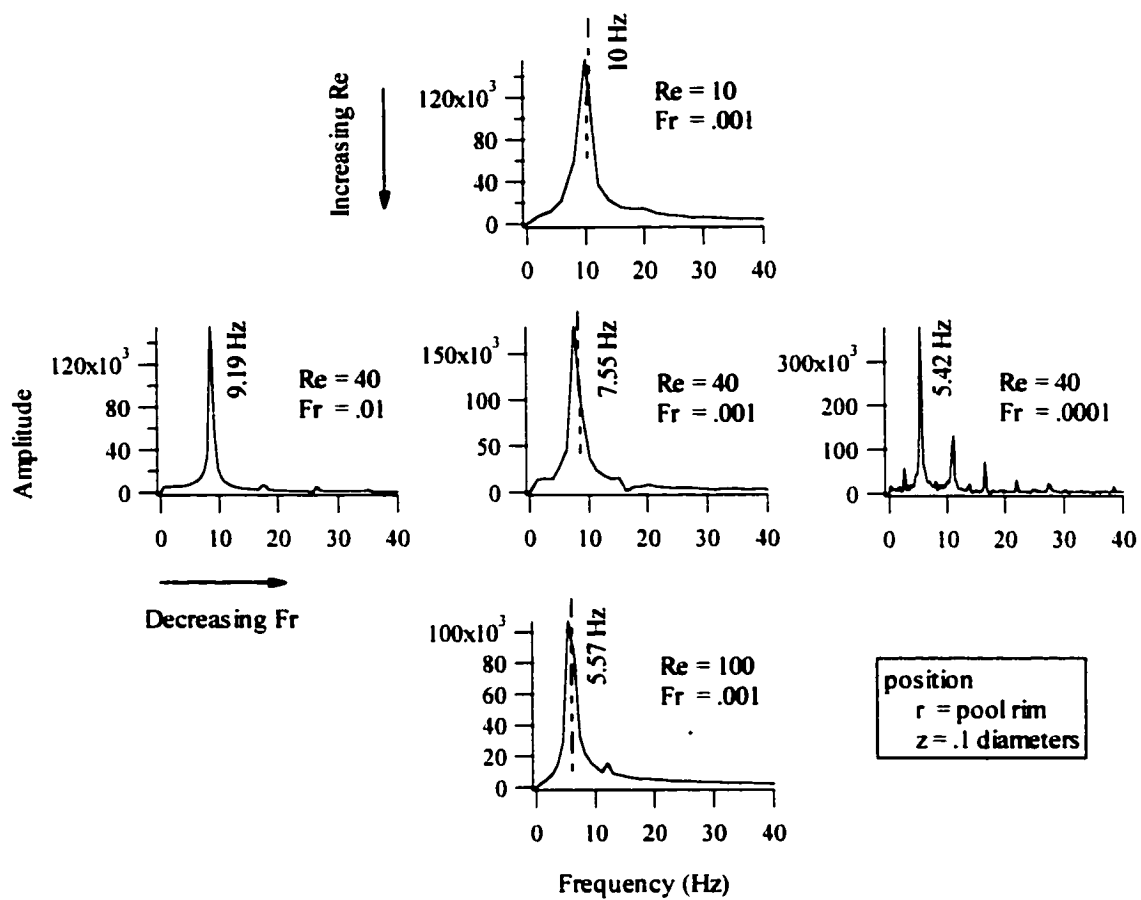 10 Hz
Increasing Re
120x10³
80
40
0
Re = 10
Fr = .001
0 10 20 30 40
Amplitude
120x10³
80
40
0
9.19 Hz
Re = 40
Fr = .01
0 10 20 30 40
150x10³
100
50
0
7.55 Hz
Re = 40
Fr = .001
0 10 20 30 40
300x10³
200
100
0
5.42 Hz
Re = 40
Fr = .0001
0 10 20 30 40
Decreasing Fr
100x10³
80
60
40
20
0
5.57 Hz
Re = 100
Fr = .001
0 10 20 30 40
position
r = pool rim
z = .1 diameters
Frequency (Hz)